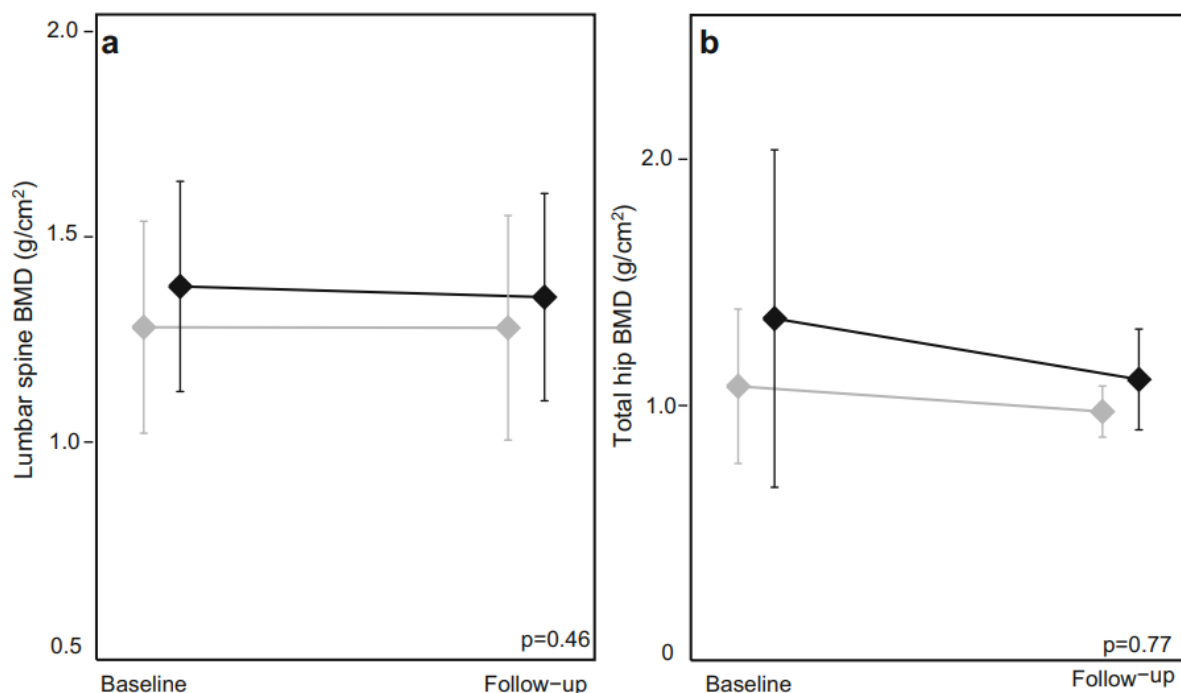 a
Lumbar spine BMD (g/cm²)
2.0
1.5
1.0
0.5
p=0.46
Baseline
Follow-up
b
Total hip BMD (g/cm²)
2.0
1.0
0
p=0.77
Baseline
Follow-up